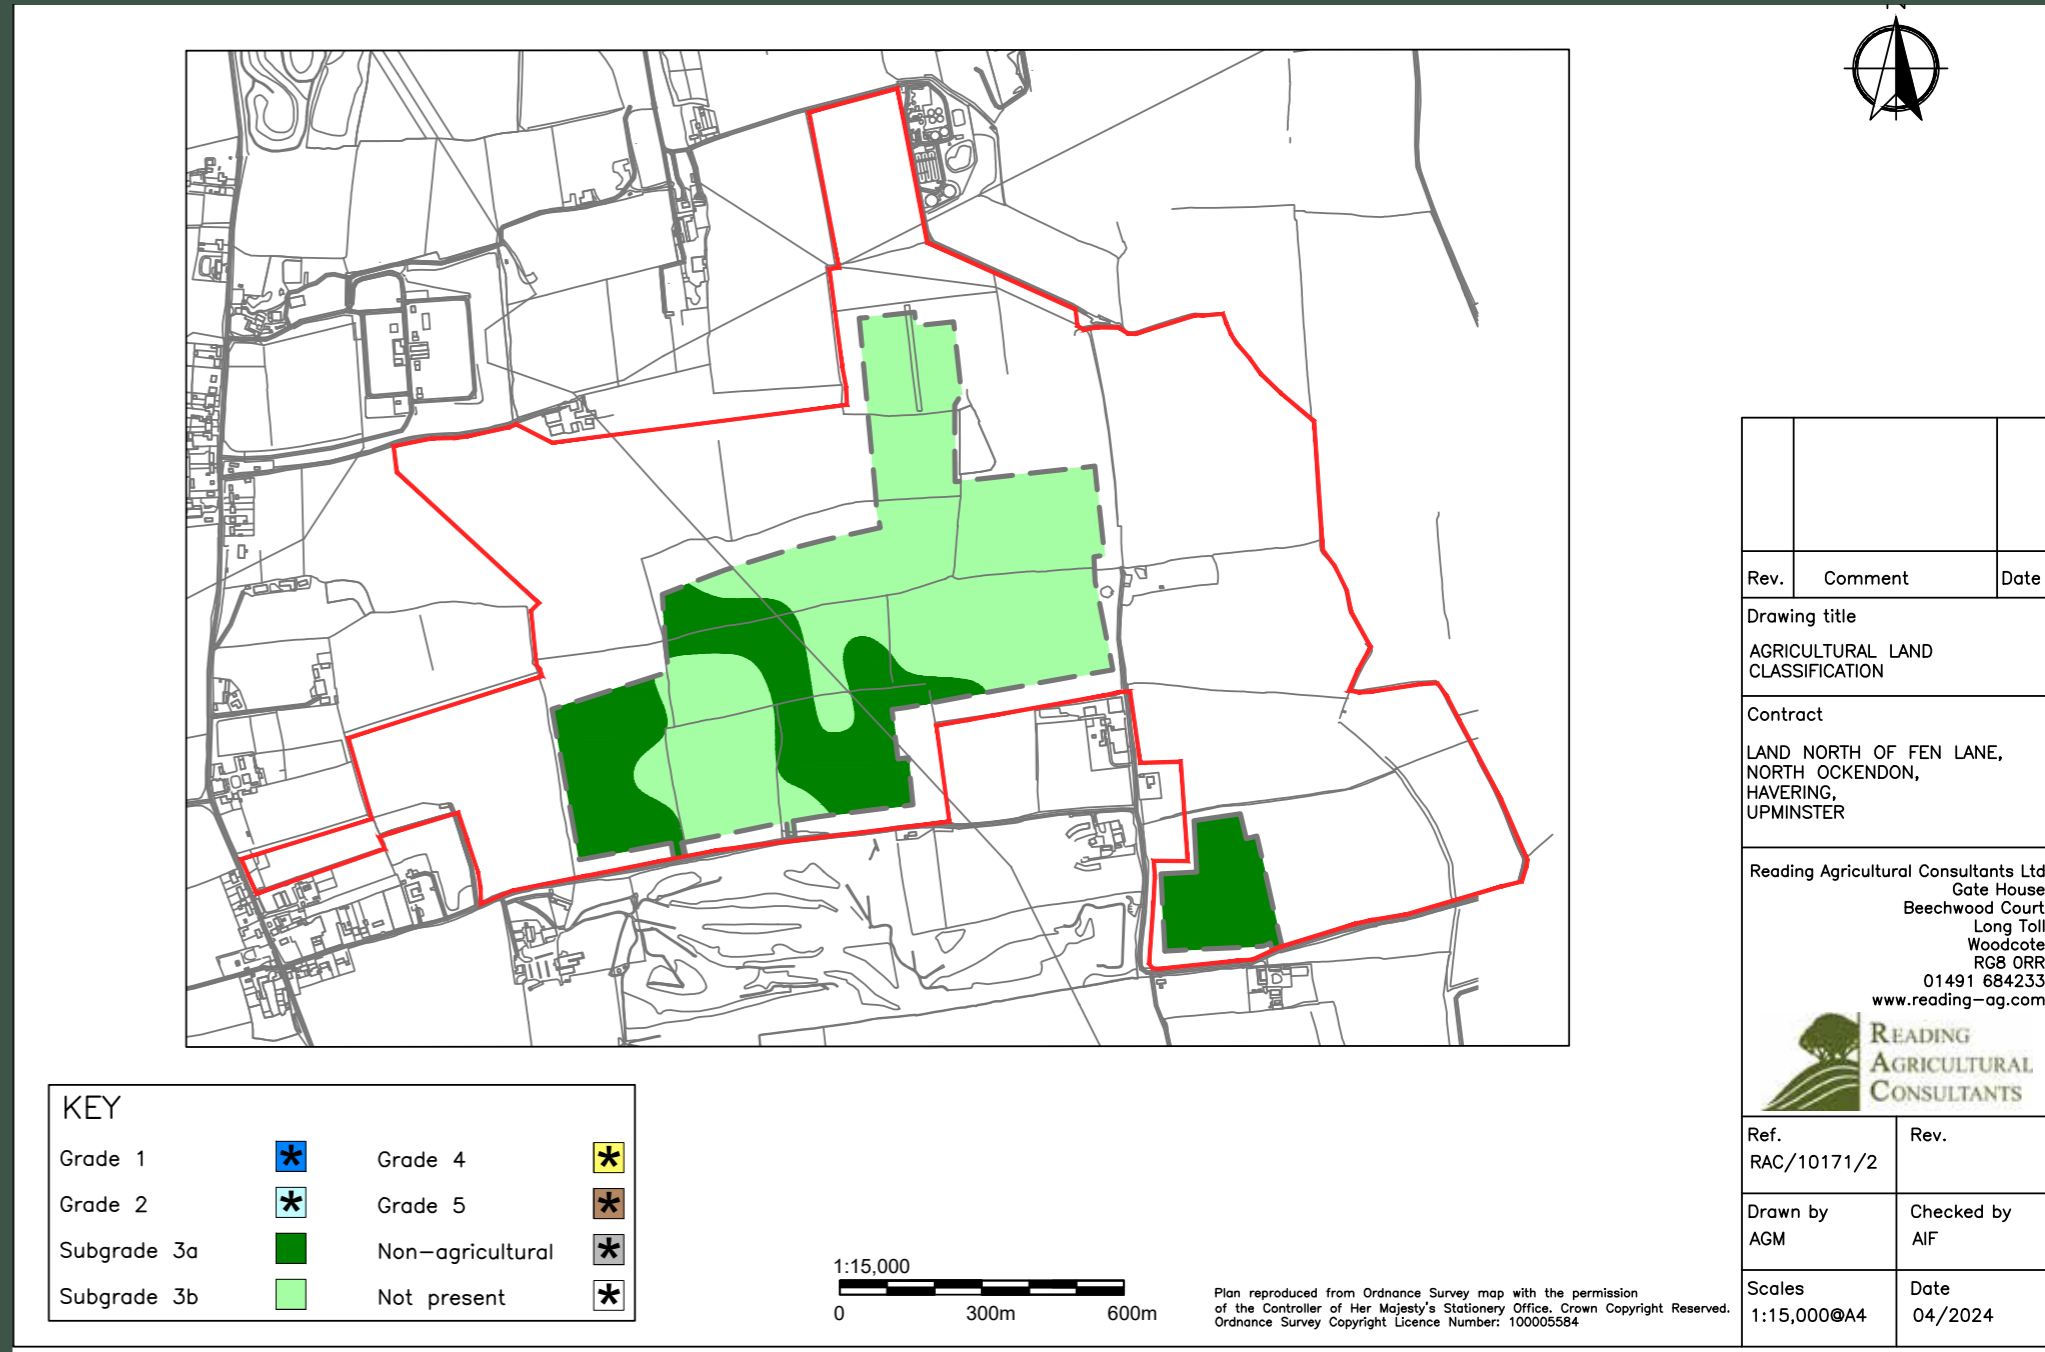 N
Rev.
Comment
Date
Drawing title
AGRICULTURAL LAND
CLASSIFICATION
Contract
LAND NORTH OF FEN LANE,
NORTH OCKENDON,
HAVERING,
UPMINSTER
Reading Agricultural Consultants Ltd
Gate House
Beechwood Court
Long Toll
Woodcote
RG8 0RR
01491 684233
www.reading-ag.com
READING
AGRICULTURAL
CONSULTANTS
Ref.
RAC/10171/2
Rev.
Drawn by
AGM
Checked by
AIF
Scales
1:15,000@A4
Date
04/2024
KEY
Grade 1 *
Grade 2 *
Subgrade 3a
Subgrade 3b
Grade 4 *
Grade 5 *
Non-agricultural *
Not present *
1:15,000
0 300m 600m
Plan reproduced from Ordnance Survey map with the permission
of the Controller of Her Majesty's Stationery Office. Crown Copyright Reserved.
Ordnance Survey Copyright Licence Number: 100005584